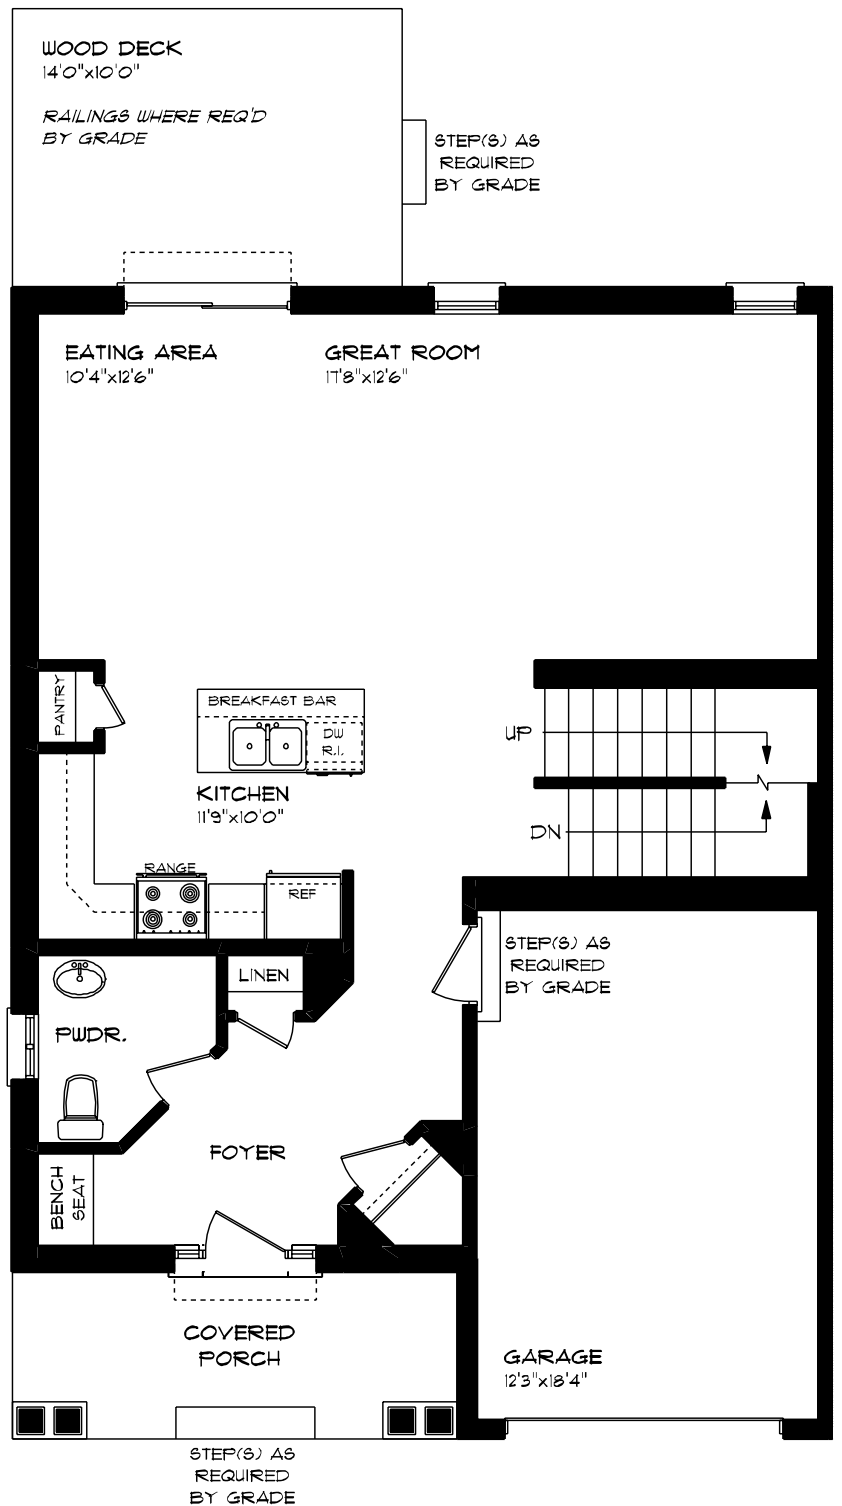 WOOD DECK
14'0"x10'0"
RAILINGS WHERE REQ'D
BY GRADE
STEP(S) AS
REQUIRED
BY GRADE
EATING AREA
10'4"x12'6"
GREAT ROOM
17'8"x12'6"
PANTRY
BREAKFAST BAR
DW
R.I.
UP
KITCHEN
11'9"x10'0"
DN
RANGE
REF
STEP(S) AS
REQUIRED
BY GRADE
LINEN
PWDR.
FOYER
BENCH
SEAT
COVERED
PORCH
GARAGE
12'3"x18'4"
STEP(S) AS
REQUIRED
BY GRADE